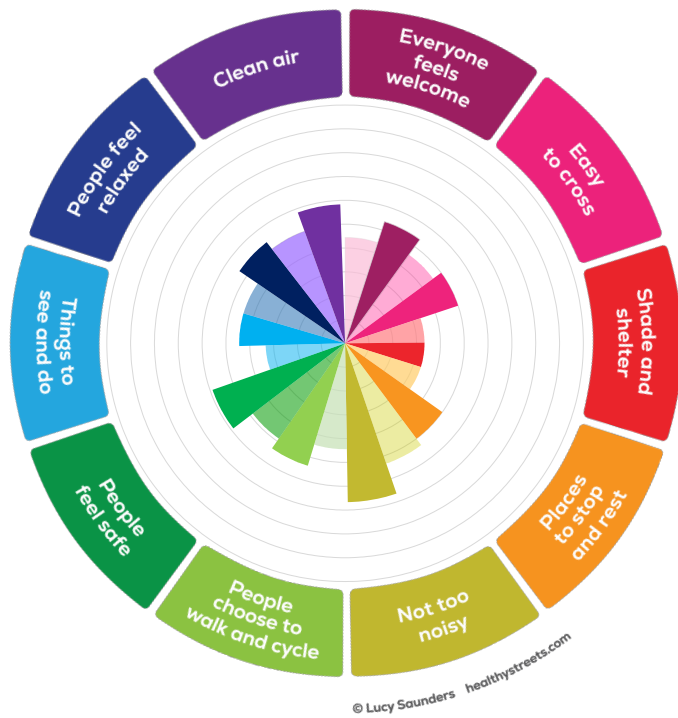 Everyone
feels
welcome
Easy
to cross
Shade and
shelter
Places
to stop
and rest
Not too
noisy
People
choose to
walk and cycle
People
feel safe
Things to
see and do
People feel
relaxed
Clean air
© Lucy Saunders healthystreets.com